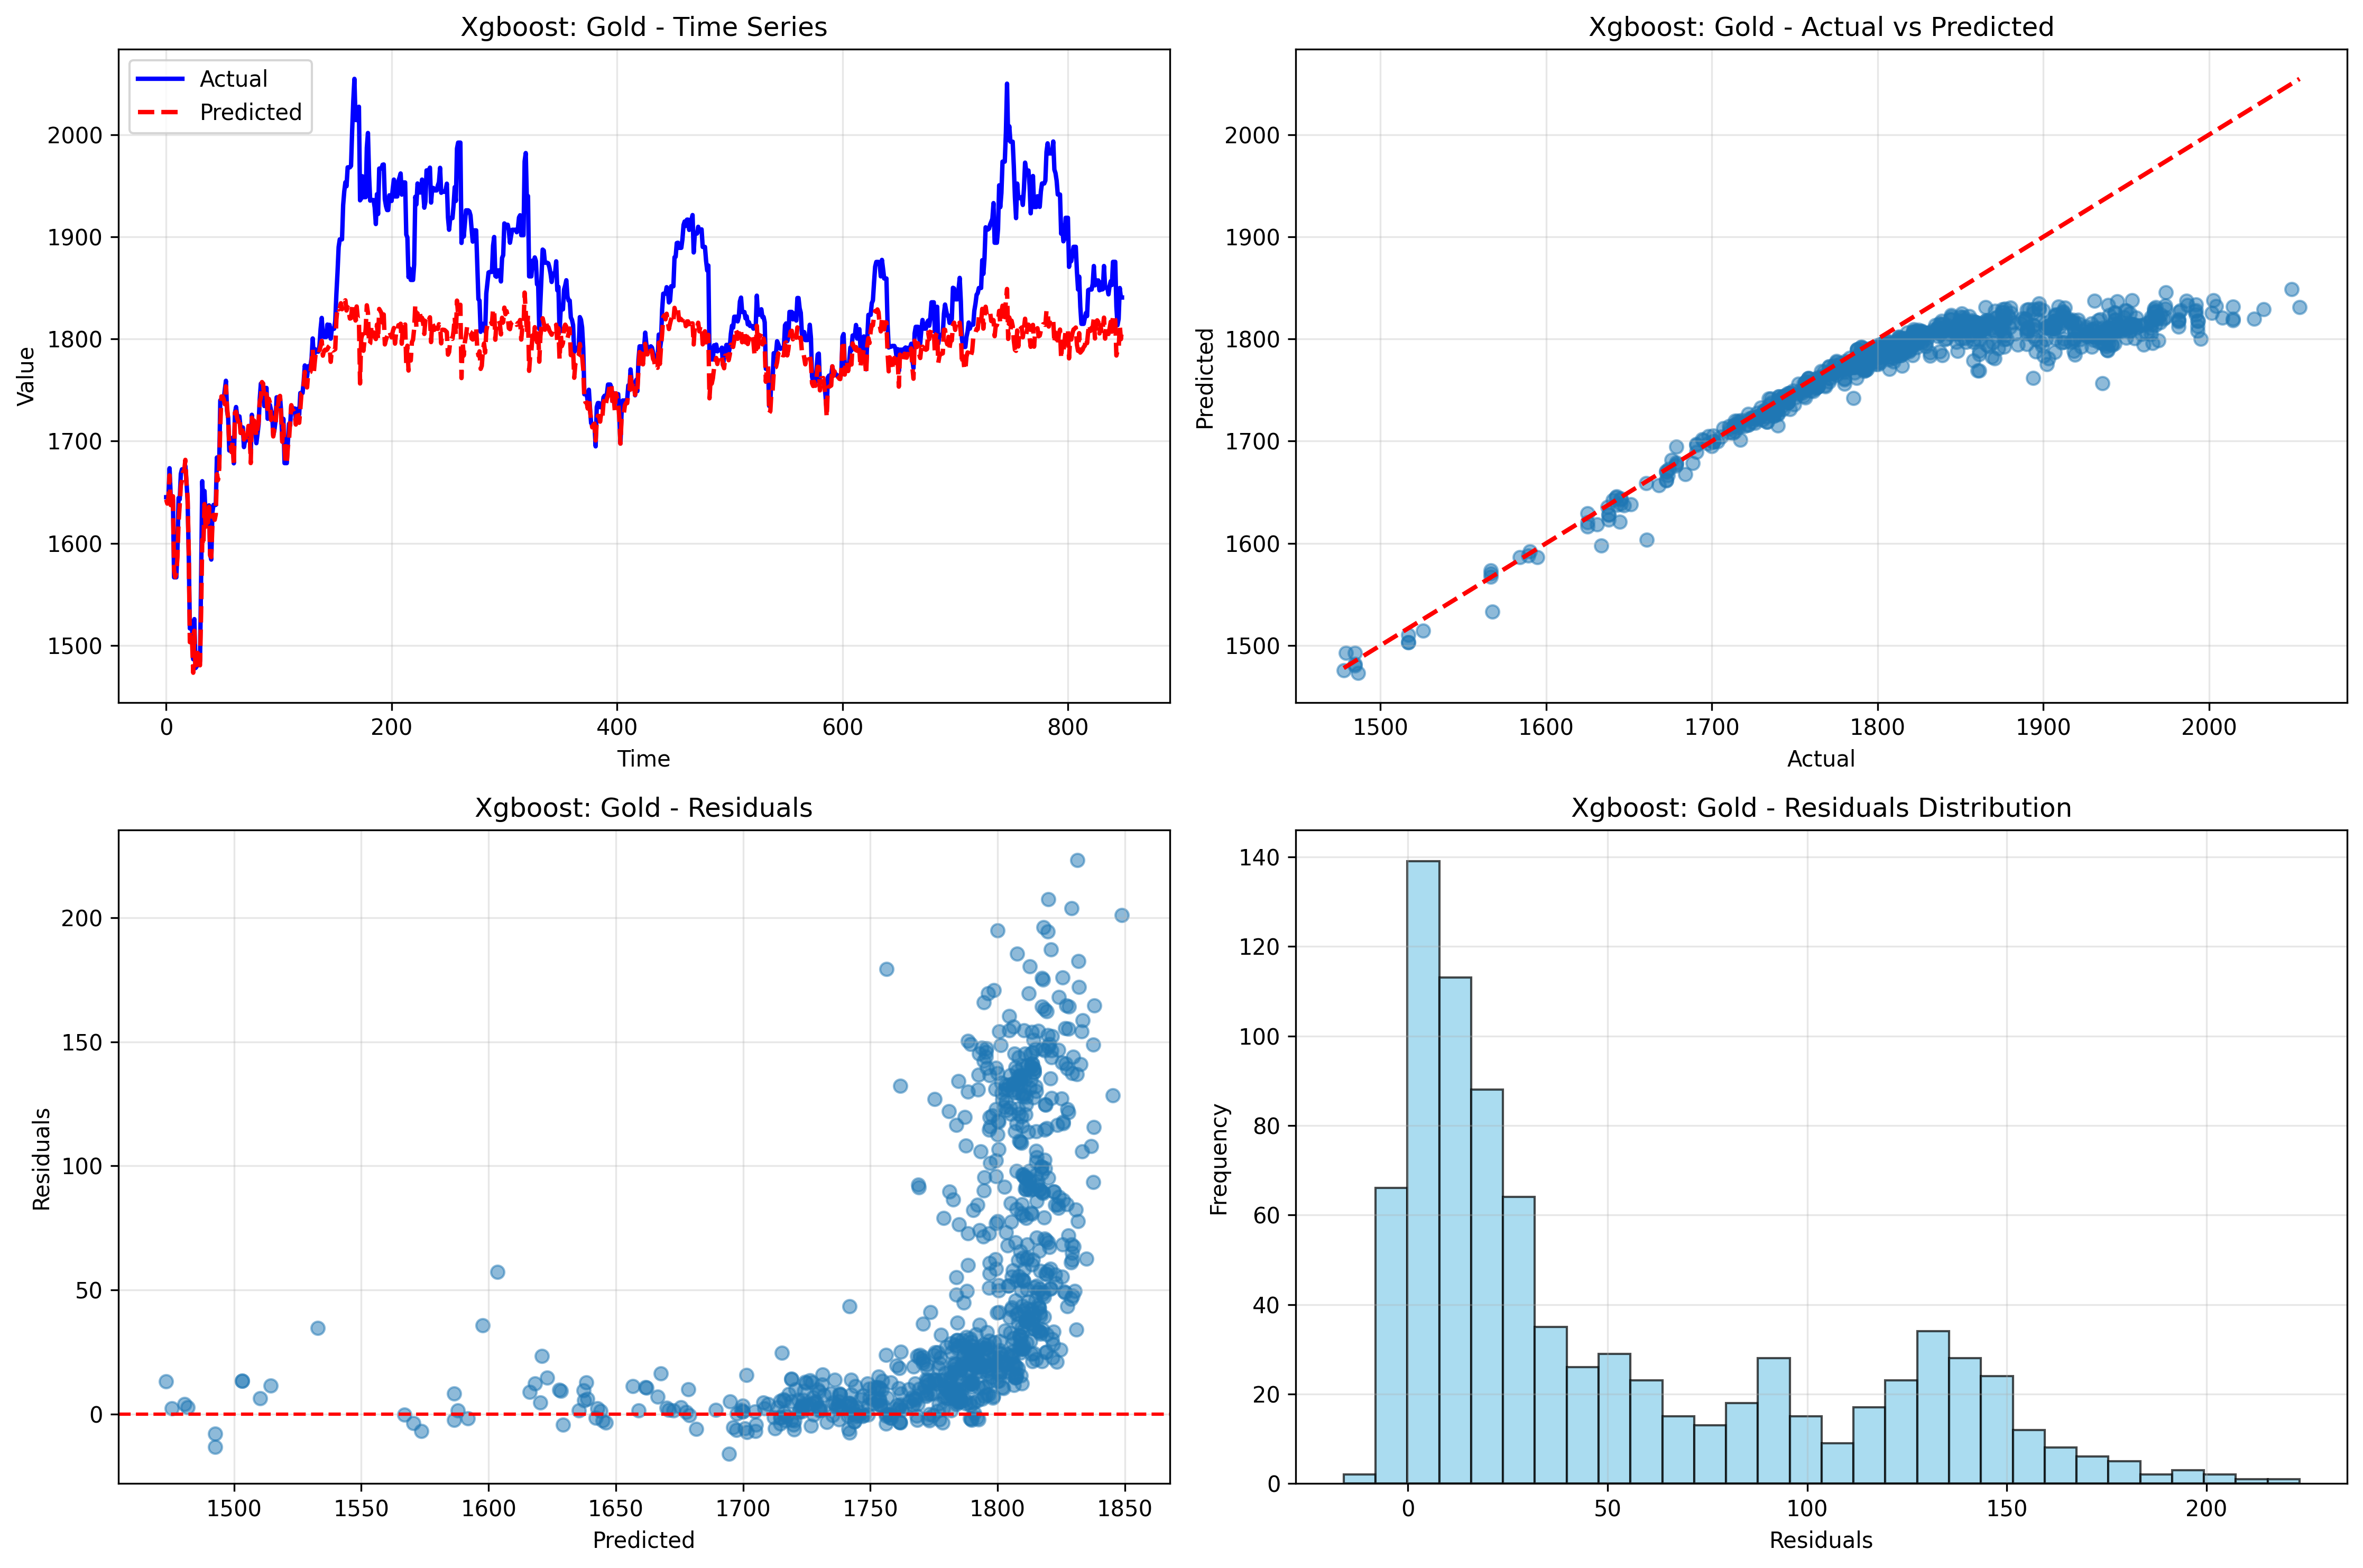 Xgboost: Gold - Time Series
Actual
Predicted
Value
2000
1900
1800
1700
1600
1500
0 200 400 600 800
Time
Xgboost: Gold - Actual vs Predicted
Predicted
2000
1900
1800
1700
1600
1500
1500 1600 1700 1800 1900 2000
Actual
Xgboost: Gold - Residuals
Residuals
200
150
100
50
0
1500 1550 1600 1650 1700 1750 1800 1850
Predicted
Xgboost: Gold - Residuals Distribution
Frequency
140
120
100
80
60
40
20
0
0 50 100 150 200
Residuals